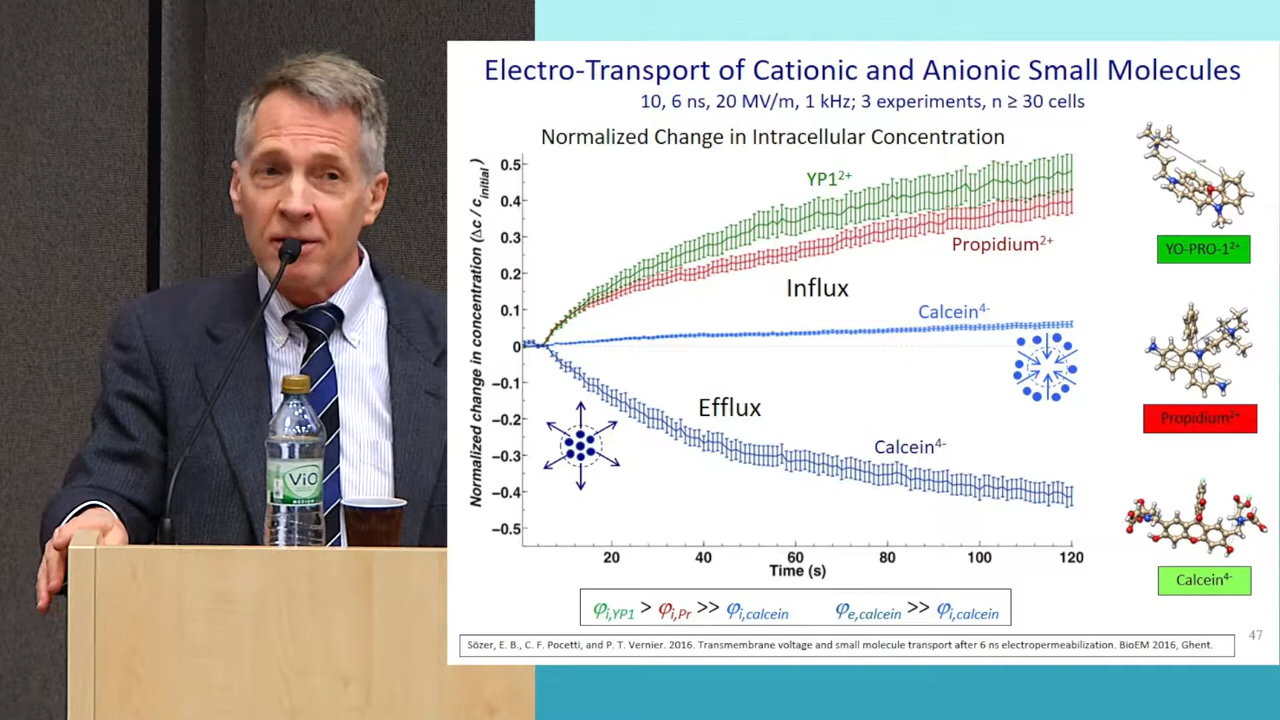 Electro-Transport of Cationic and Anionic Small Molecules
10, 6 ns, 20 MV/m, 1 kHz; 3 experiments, n ≥ 30 cells
Normalized Change in Intracellular Concentration
Normalized change in concentration (Δc / c_initial)
0.5
0.4
0.3
0.2
0.1
0
−0.1
−0.2
−0.3
−0.4
−0.5
YP1²⁺
Propidium²⁺
Influx
Calcein⁴⁻
Efflux
Calcein⁴⁻
20 40 60 80 100 120
Time (s)
φi,YP1 > φi,Pr >> φi,calcein φe,calcein >> φi,calcein
YO-PRO-1²⁺
Propidium²⁺
Calcein⁴⁻
47
Sözer, E. B., C. F. Pocetti, and P. T. Vernier. 2016. Transmembrane voltage and small molecule transport after 6 ns electropermeabilization. BioEM 2016, Ghent.
ViO
MEDIUM